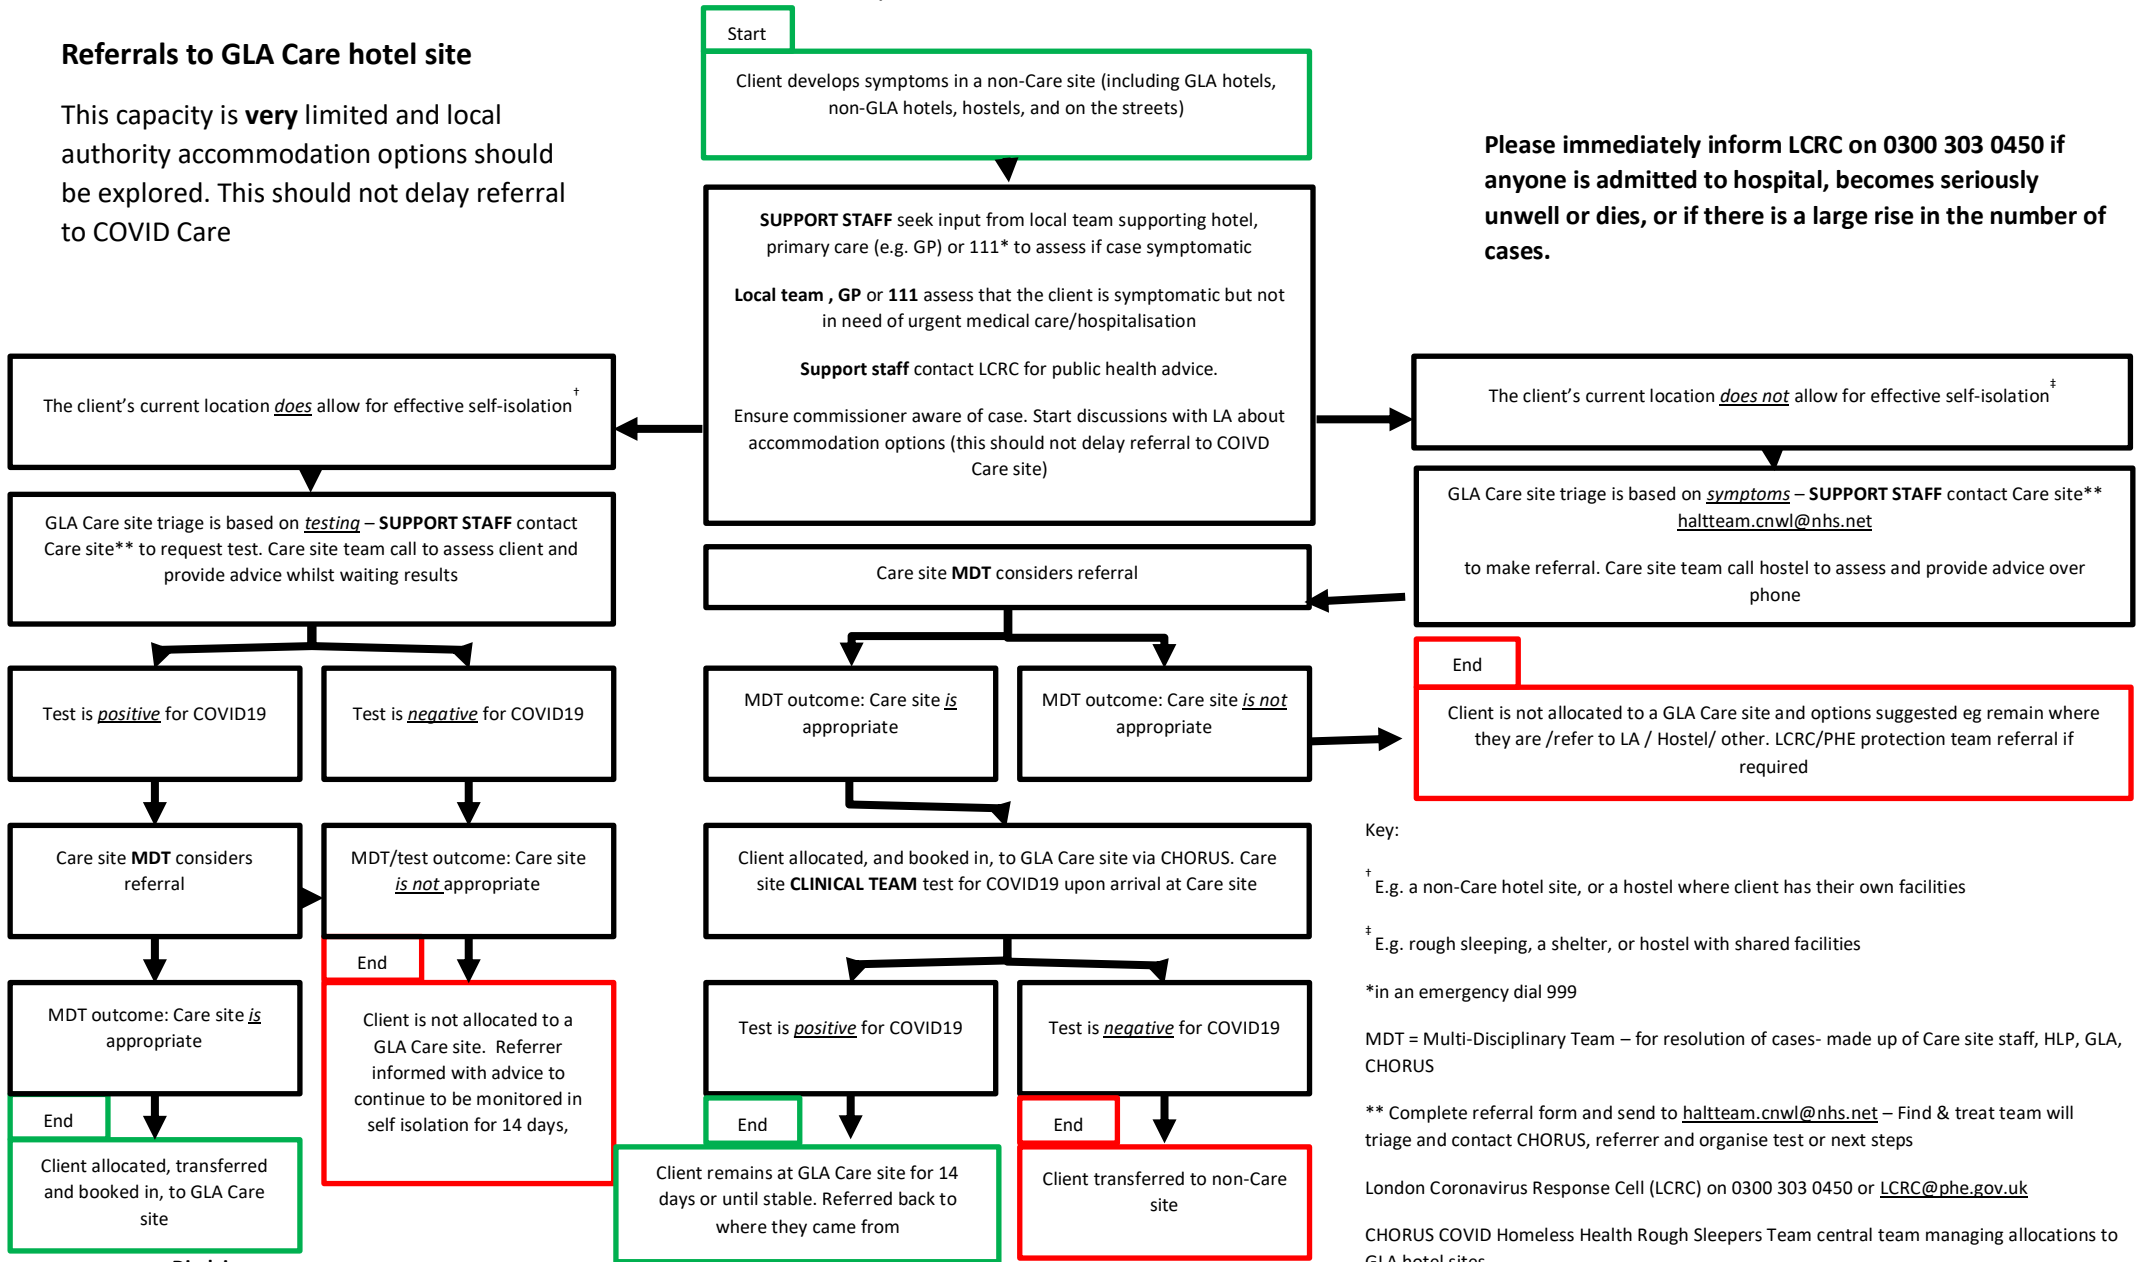 Referrals to GLA Care hotel site
This capacity is very limited and local
authority accommodation options should
be explored. This should not delay referral
to COVID Care
Start
Client develops symptoms in a non-Care site (including GLA hotels,
non-GLA hotels, hostels, and on the streets)
Please immediately inform LCRC on 0300 303 0450 if
anyone is admitted to hospital, becomes seriously
unwell or dies, or if there is a large rise in the number of
cases.
SUPPORT STAFF seek input from local team supporting hotel,
primary care (e.g. GP) or 111* to assess if case symptomatic
Local team , GP or 111 assess that the client is symptomatic but not
in need of urgent medical care/hospitalisation
Support staff contact LCRC for public health advice.
Ensure commissioner aware of case. Start discussions with LA about
accommodation options (this should not delay referral to COIVD
Care site)
The client's current location does allow for effective self-isolation†
The client's current location does not allow for effective self-isolation‡
GLA Care site triage is based on testing – SUPPORT STAFF contact
Care site** to request test. Care site team call to assess client and
provide advice whilst waiting results
GLA Care site triage is based on symptoms – SUPPORT STAFF contact Care site**
haltteam.cnwl@nhs.net
to make referral. Care site team call hostel to assess and provide advice over
phone
Care site MDT considers referral
Test is positive for COVID19
Test is negative for COVID19
MDT outcome: Care site is
appropriate
MDT outcome: Care site is not
appropriate
End
Client is not allocated to a GLA Care site and options suggested eg remain where
they are /refer to LA / Hostel/ other. LCRC/PHE protection team referral if
required
Care site MDT considers
referral
MDT/test outcome: Care site
is not appropriate
Client allocated, and booked in, to GLA Care site via CHORUS. Care
site CLINICAL TEAM test for COVID19 upon arrival at Care site
MDT outcome: Care site is
appropriate
End
Client is not allocated to a
GLA Care site. Referrer
informed with advice to
continue to be monitored in
self isolation for 14 days,
Test is positive for COVID19
Test is negative for COVID19
End
Client allocated, transferred
and booked in, to GLA Care
site
End
Client remains at GLA Care site for 14
days or until stable. Referred back to
where they came from
End
Client transferred to non-Care
site
Key:
† E.g. a non-Care hotel site, or a hostel where client has their own facilities
‡ E.g. rough sleeping, a shelter, or hostel with shared facilities
*in an emergency dial 999
MDT = Multi-Disciplinary Team – for resolution of cases- made up of Care site staff, HLP, GLA,
CHORUS
** Complete referral form and send to haltteam.cnwl@nhs.net – Find & treat team will
triage and contact CHORUS, referrer and organise test or next steps
London Coronavirus Response Cell (LCRC) on 0300 303 0450 or LCRC@phe.gov.uk
CHORUS COVID Homeless Health Rough Sleepers Team central team managing allocations to
GLA hotel sites